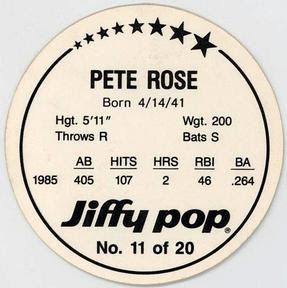 PETE ROSE
Born 4/14/41
Hgt. 5'11" Wgt. 200
Throws R Bats S
AB HITS HRS RBI BA
1985 405 107 2 46 .264
Jiffy pop®
No. 11 of 20